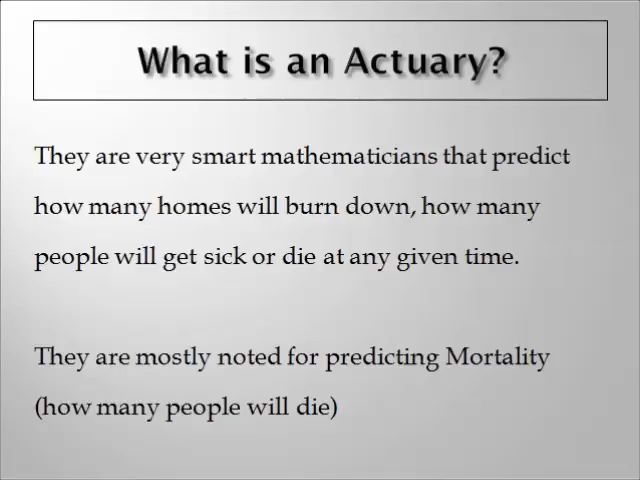 What is an Actuary?
They are very smart mathematicians that predict
how many homes will burn down, how many
people will get sick or die at any given time.
They are mostly noted for predicting Mortality
(how many people will die)